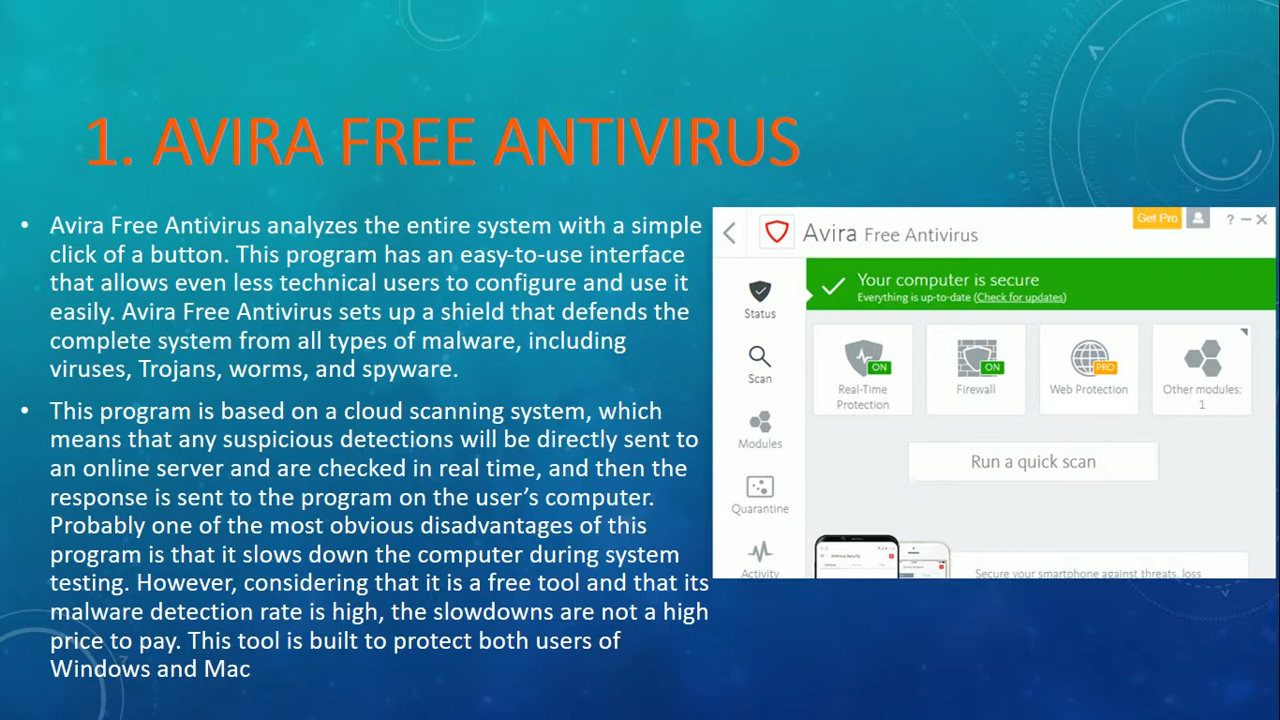 1. AVIRA FREE ANTIVIRUS
• Avira Free Antivirus analyzes the entire system with a simple
click of a button. This program has an easy-to-use interface
that allows even less technical users to configure and use it
easily. Avira Free Antivirus sets up a shield that defends the
complete system from all types of malware, including
viruses, Trojans, worms, and spyware.
• This program is based on a cloud scanning system, which
means that any suspicious detections will be directly sent to
an online server and are checked in real time, and then the
response is sent to the program on the user’s computer.
Probably one of the most obvious disadvantages of this
program is that it slows down the computer during system
testing. However, considering that it is a free tool and that its
malware detection rate is high, the slowdowns are not a high
price to pay. This tool is built to protect both users of
Windows and Mac
Avira Free Antivirus
Get Pro
?
Your computer is secure
Everything is up-to-date (Check for updates)
Status
Scan
Modules
Quarantine
Activity
ON
Real-Time
Protection
ON
Firewall
PRO
Web Protection
Other modules:
1
Run a quick scan
Secure your smartphone against threats, loss